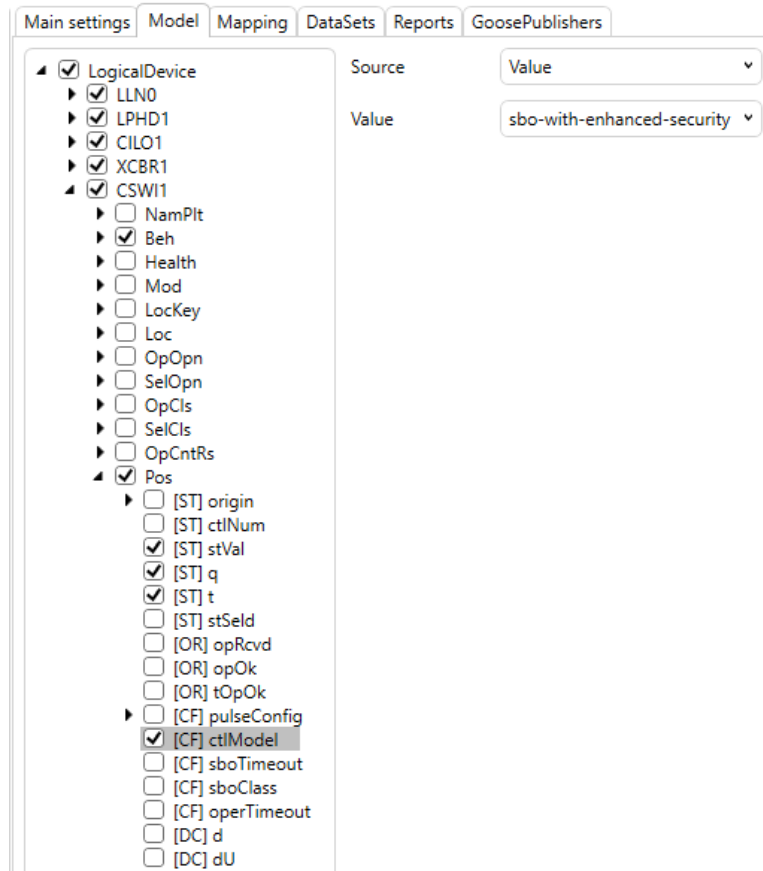 Main settings Model Mapping DataSets Reports GoosePublishers
LogicalDevice Source Value
LLN0
LPHD1 Value sbo-with-enhanced-security
CILO1
XCBR1
CSWI1
NamPlt
Beh
Health
Mod
LocKey
Loc
OpOpn
SelOpn
OpCls
SelCls
OpCntRs
Pos
[ST] origin
[ST] ctlNum
[ST] stVal
[ST] q
[ST] t
[ST] stSeld
[OR] opRcvd
[OR] opOk
[OR] tOpOk
[CF] pulseConfig
[CF] ctlModel
[CF] sboTimeout
[CF] sboClass
[CF] operTimeout
[DC] d
[DC] dU